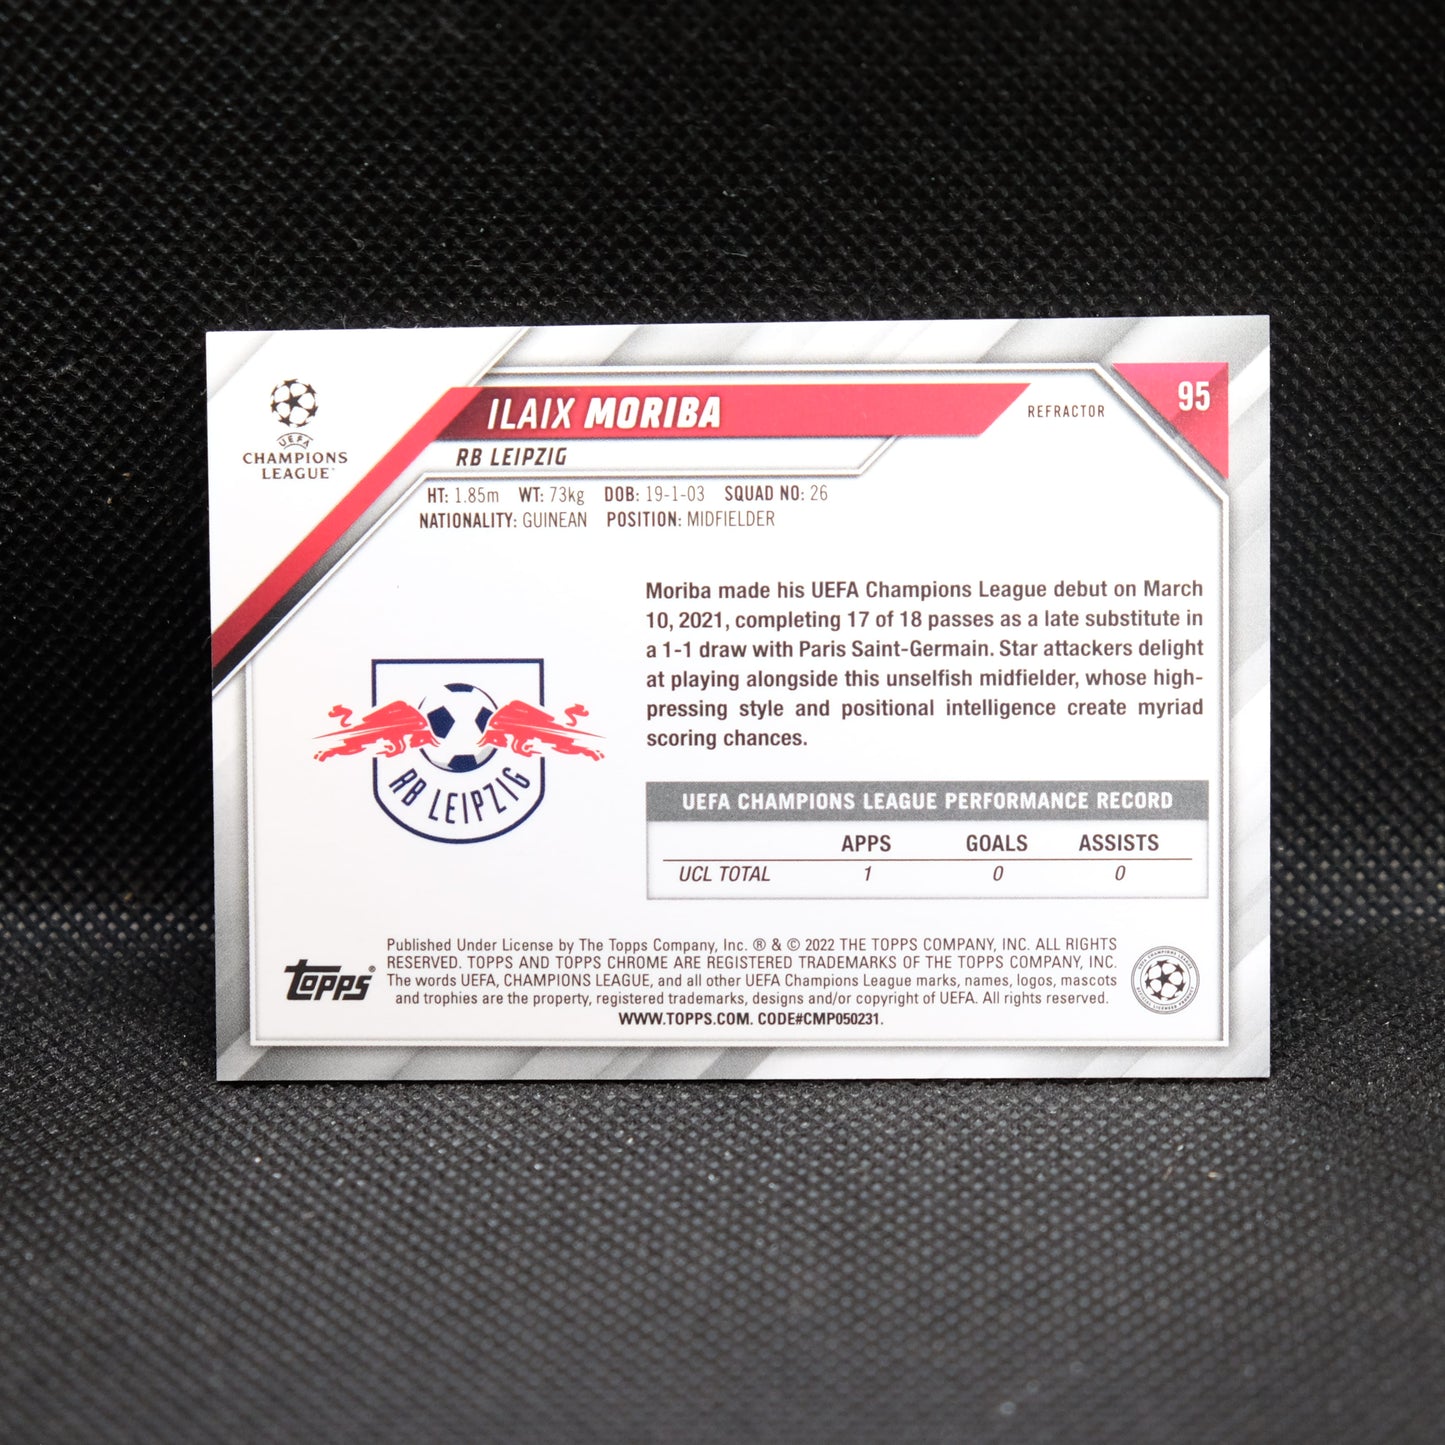 UEFA
CHAMPIONS
LEAGUE
ILAIX MORIBA
REFRACTOR
95
RB LEIPZIG
HT: 1.85m WT: 73kg DOB: 19-1-03 SQUAD NO: 26
NATIONALITY: GUINEAN POSITION: MIDFIELDER
Moriba made his UEFA Champions League debut on March
10, 2021, completing 17 of 18 passes as a late substitute in
a 1-1 draw with Paris Saint-Germain. Star attackers delight
at playing alongside this unselfish midfielder, whose high-
pressing style and positional intelligence create myriad
scoring chances.
RB LEIPZIG
UEFA CHAMPIONS LEAGUE PERFORMANCE RECORD
APPS GOALS ASSISTS
UCL TOTAL 1 0 0
topps®
Published Under License by The Topps Company, Inc. ® & © 2022 THE TOPPS COMPANY, INC. ALL RIGHTS
RESERVED. TOPPS AND TOPPS CHROME ARE REGISTERED TRADEMARKS OF THE TOPPS COMPANY, INC.
The words UEFA, CHAMPIONS LEAGUE, and all other UEFA Champions League marks, names, logos, mascots
and trophies are the property, registered trademarks, designs and/or copyright of UEFA. All rights reserved.
WWW.TOPPS.COM. CODE#CMP050231.
UEFA CHAMPIONS LEAGUE
OFFICIAL LICENSED PRODUCT